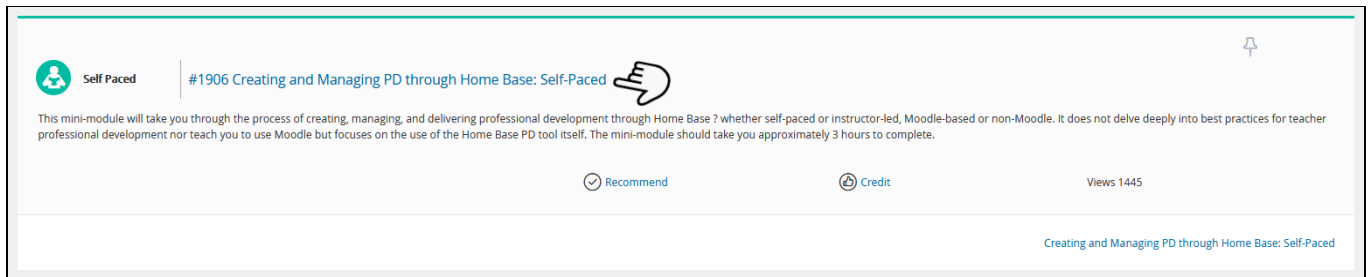 Self Paced
#1906 Creating and Managing PD through Home Base: Self-Paced
This mini-module will take you through the process of creating, managing, and delivering professional development through Home Base ? whether self-paced or instructor-led, Moodle-based or non-Moodle. It does not delve deeply into best practices for teacher
professional development nor teach you to use Moodle but focuses on the use of the Home Base PD tool itself. The mini-module should take you approximately 3 hours to complete.
Recommend
Credit
Views 1445
Creating and Managing PD through Home Base: Self-Paced